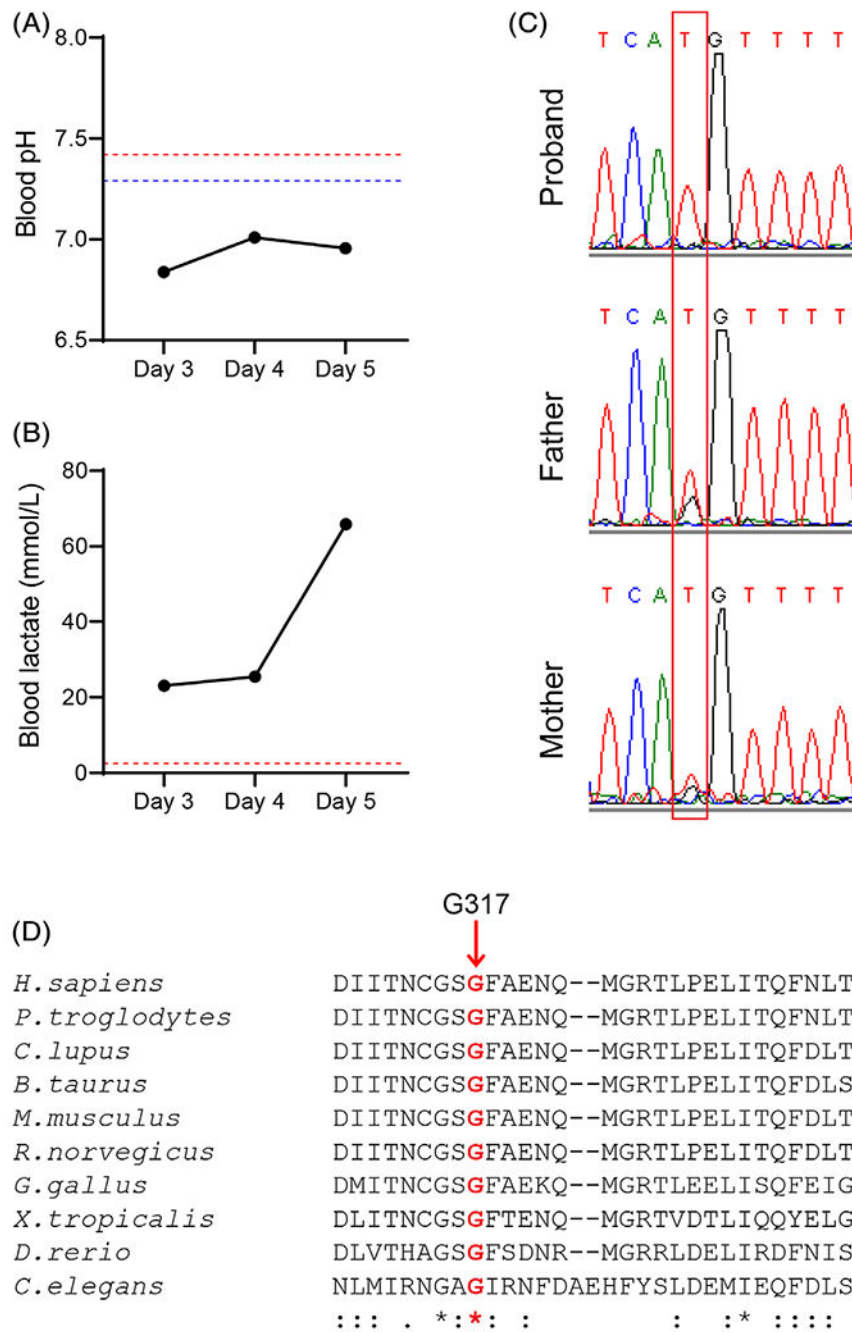 (A)
Blood pH
8.0
7.5
7.0
6.5
Day 3 Day 4 Day 5
(B)
Blood lactate (mmol/L)
80
60
40
20
0
Day 3 Day 4 Day 5
(C)
Proband
T C A T G T T T T
Father
T C A T G T T T T
Mother
T C A T G T T T T
(D)
G317
H.sapiens DIITNCGSGFAENQ--MGRTLPELITQFNLT
P.troglodytes DIITNCGSGFAENQ--MGRTLPELITQFNLT
C.lupus DIITNCGSGFAENQ--MGRTLPELITQFDLT
B.taurus DIITNCGSGFAENQ--MGRTLPELITQFDLS
M.musculus DIITNCGSGFAENQ--MGRTLPELITQFDLT
R.norvegicus DIITNCGSGFAENQ--MGRTLPELITQFDLT
G.gallus DMITNCGSGFAEKQ--MGRTLEELISQFEIG
X.tropicalis DLITNCGSGFTENQ--MGRTVDTLIQQYELG
D.rerio DLVTHAGSGFSDNR--MGRRLDELIRDFNIS
C.elegans NLMIRNGAGIRNFDAEHFYSLDEMIEQFDLS
::: . *:*: : : :* ::::